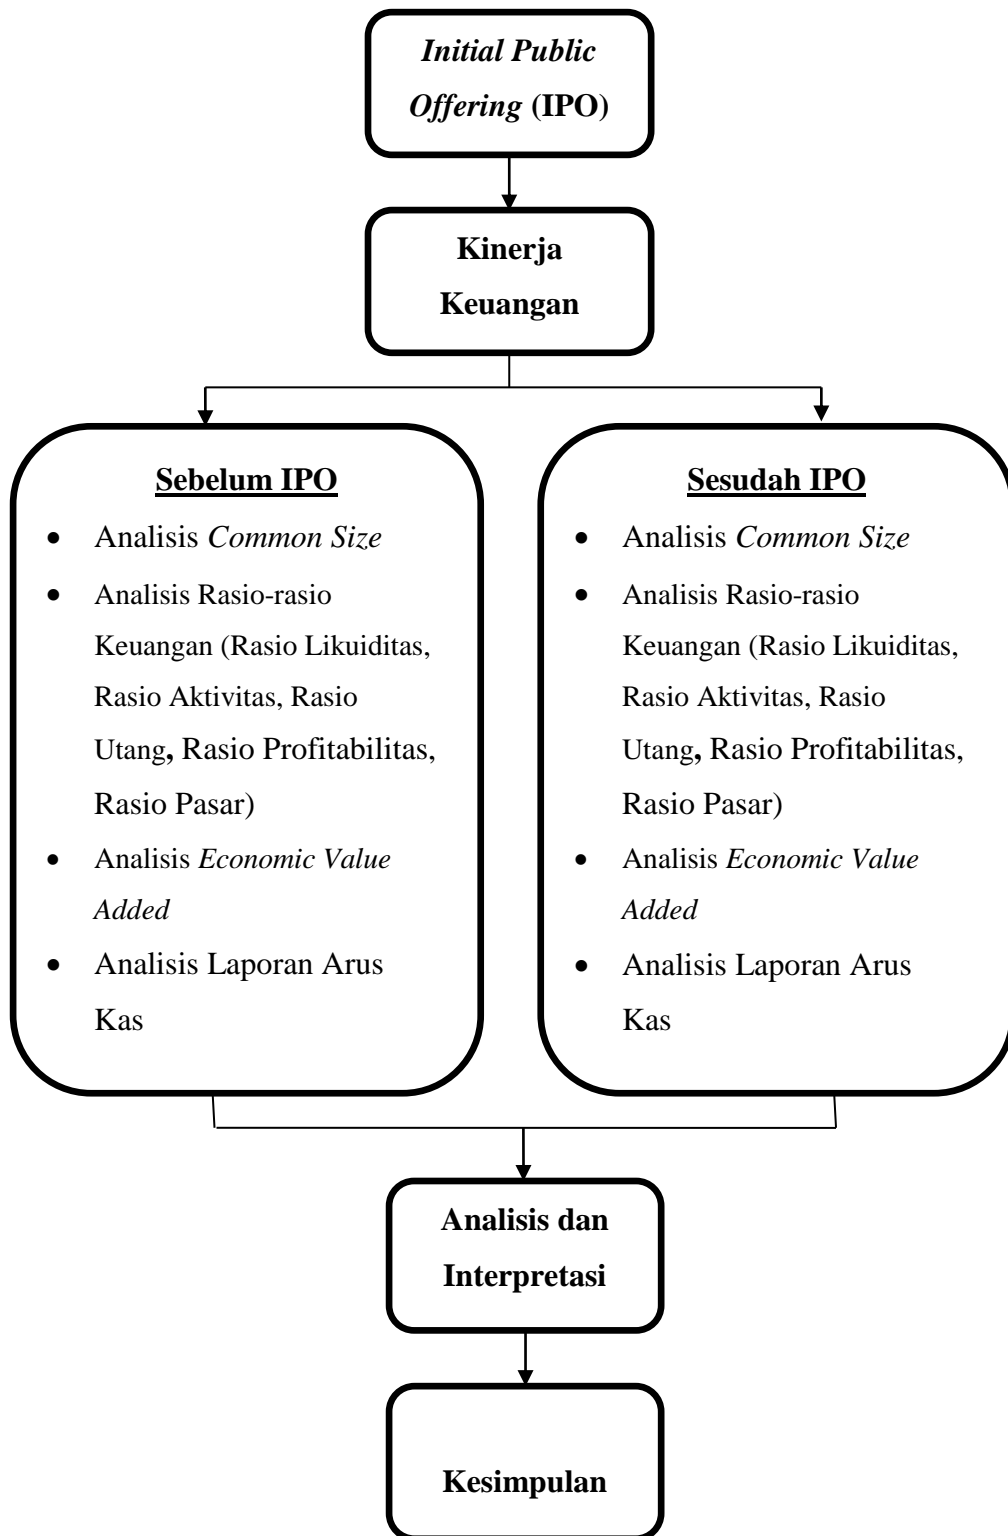 Initial Public
Offering (IPO)
Kinerja
Keuangan
Sebelum IPO
• Analisis Common Size
• Analisis Rasio-rasio
Keuangan (Rasio Likuiditas,
Rasio Aktivitas, Rasio
Utang, Rasio Profitabilitas,
Rasio Pasar)
• Analisis Economic Value
Added
• Analisis Laporan Arus
Kas
Sesudah IPO
• Analisis Common Size
• Analisis Rasio-rasio
Keuangan (Rasio Likuiditas,
Rasio Aktivitas, Rasio
Utang, Rasio Profitabilitas,
Rasio Pasar)
• Analisis Economic Value
Added
• Analisis Laporan Arus
Kas
Analisis dan
Interpretasi
Kesimpulan